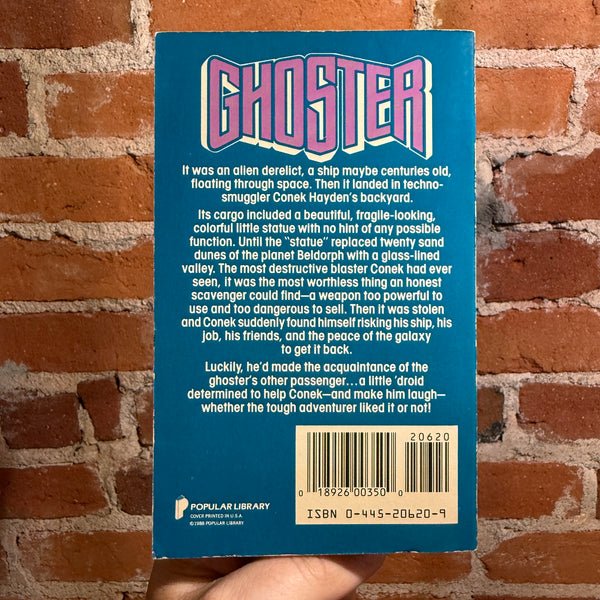 GHOSTER
It was an alien derelict, a ship maybe centuries old,
floating through space. Then it landed in techno-
smuggler Conek Hayden's backyard.
Its cargo included a beautiful, fragile-looking,
colorful little statue with no hint of any possible
function. Until the "statue" replaced twenty sand
dunes of the planet Beldorph with a glass-lined
valley. The most destructive blaster Conek had ever
seen, it was the most worthless thing an honest
scavenger could find—a weapon too powerful to
use and too dangerous to sell. Then it was stolen
and Conek suddenly found himself risking his ship, his
job, his friends, and the peace of the galaxy
to get it back.
Luckily, he'd made the acquaintance of the
ghoster's other passenger...a little 'droid
determined to help Conek—and make him laugh—
whether the tough adventurer liked it or not!
20620
0 18926 00350 0
ISBN 0-445-20620-9
POPULAR LIBRARY
COVER PRINTED IN U.S.A.
©1988 POPULAR LIBRARY